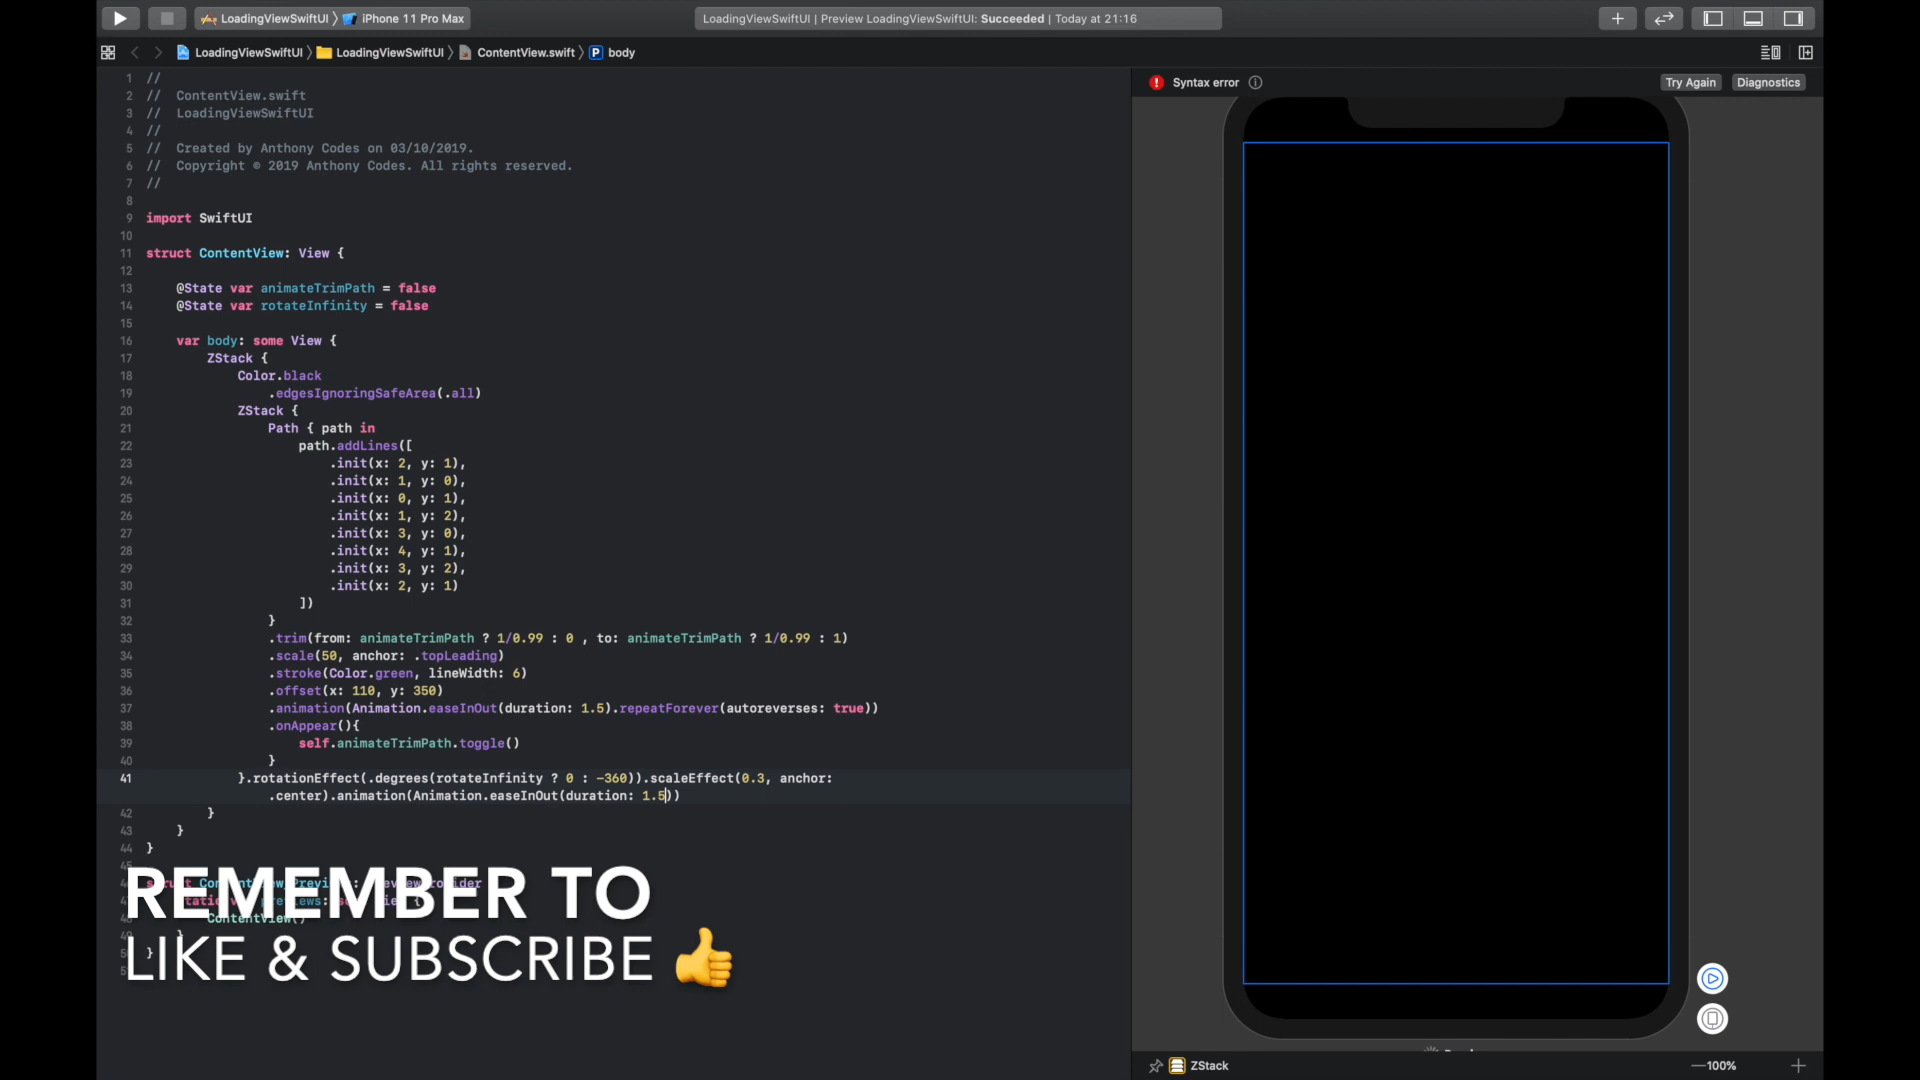 LoadingViewSwiftUI 〉 iPhone 11 Pro Max
LoadingViewSwiftUI | Preview LoadingViewSwiftUI: Succeeded | Today at 21:16
LoadingViewSwiftUI 〉 LoadingViewSwiftUI 〉 ContentView.swift 〉 P body
Syntax error
Try Again
Diagnostics
1 //
2 //  ContentView.swift
3 //  LoadingViewSwiftUI
4 //
5 //  Created by Anthony Codes on 03/10/2019.
6 //  Copyright © 2019 Anthony Codes. All rights reserved.
7 //
8
9 import SwiftUI
10
11 struct ContentView: View {
12
13 @State var animateTrimPath = false
14 @State var rotateInfinity = false
15
16 var body: some View {
17 ZStack {
18 Color.black
19 .edgesIgnoringSafeArea(.all)
20 ZStack {
21 Path { path in
22 path.addLines([
23 .init(x: 2, y: 1),
24 .init(x: 1, y: 0),
25 .init(x: 0, y: 1),
26 .init(x: 1, y: 2),
27 .init(x: 3, y: 0),
28 .init(x: 4, y: 1),
29 .init(x: 3, y: 2),
30 .init(x: 2, y: 1)
31 ])
32 }
33 .trim(from: animateTrimPath ? 1/0.99 : 0 , to: animateTrimPath ? 1/0.99 : 1)
34 .scale(50, anchor: .topLeading)
35 .stroke(Color.green, lineWidth: 6)
36 .offset(x: 110, y: 350)
37 .animation(Animation.easeInOut(duration: 1.5).repeatForever(autoreverses: true))
38 .onAppear(){
39 self.animateTrimPath.toggle()
40 }
41 }.rotationEffect(.degrees(rotateInfinity ? 0 : -360)).scaleEffect(0.3, anchor:
.center).animation(Animation.easeInOut(duration: 1.5))
42 }
43 }
44 }
45
ContentView()
}
}
REMEMBER TO
LIKE & SUBSCRIBE 👍
ZStack
100%